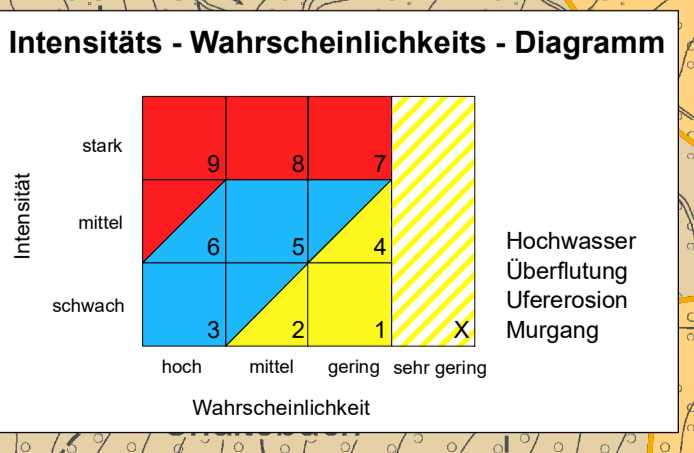 Intensitäts - Wahrscheinlichkeits - Diagramm
Intensität
stark
9 8 7
mittel
6 5 4
schwach
3 2 1 X
hoch mittel gering sehr gering
Wahrscheinlichkeit
Hochwasser
Überflutung
Ufererosion
Murgang